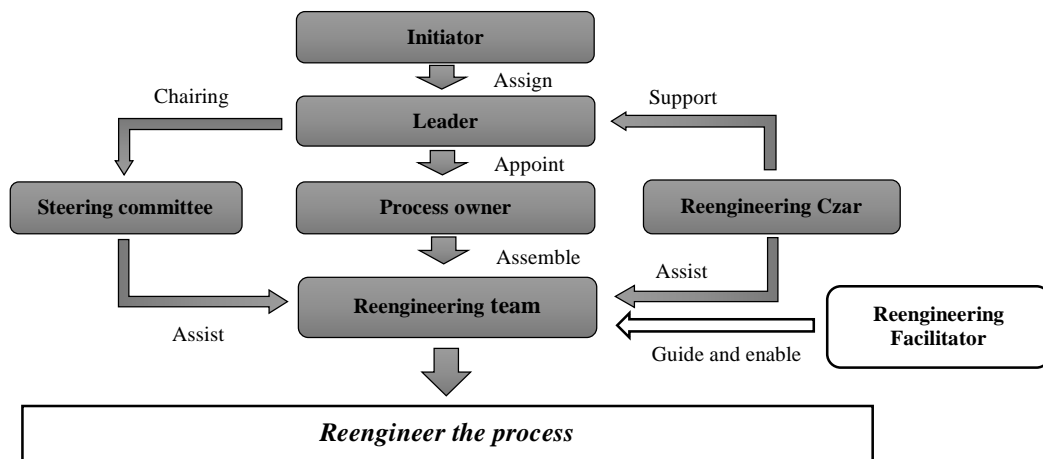 Initiator
Assign
Chairing
Support
Leader
Appoint
Steering committee
Process owner
Reengineering Czar
Assemble
Assist
Reengineering team
Reengineering
Facilitator
Assist
Guide and enable
Reengineer the process